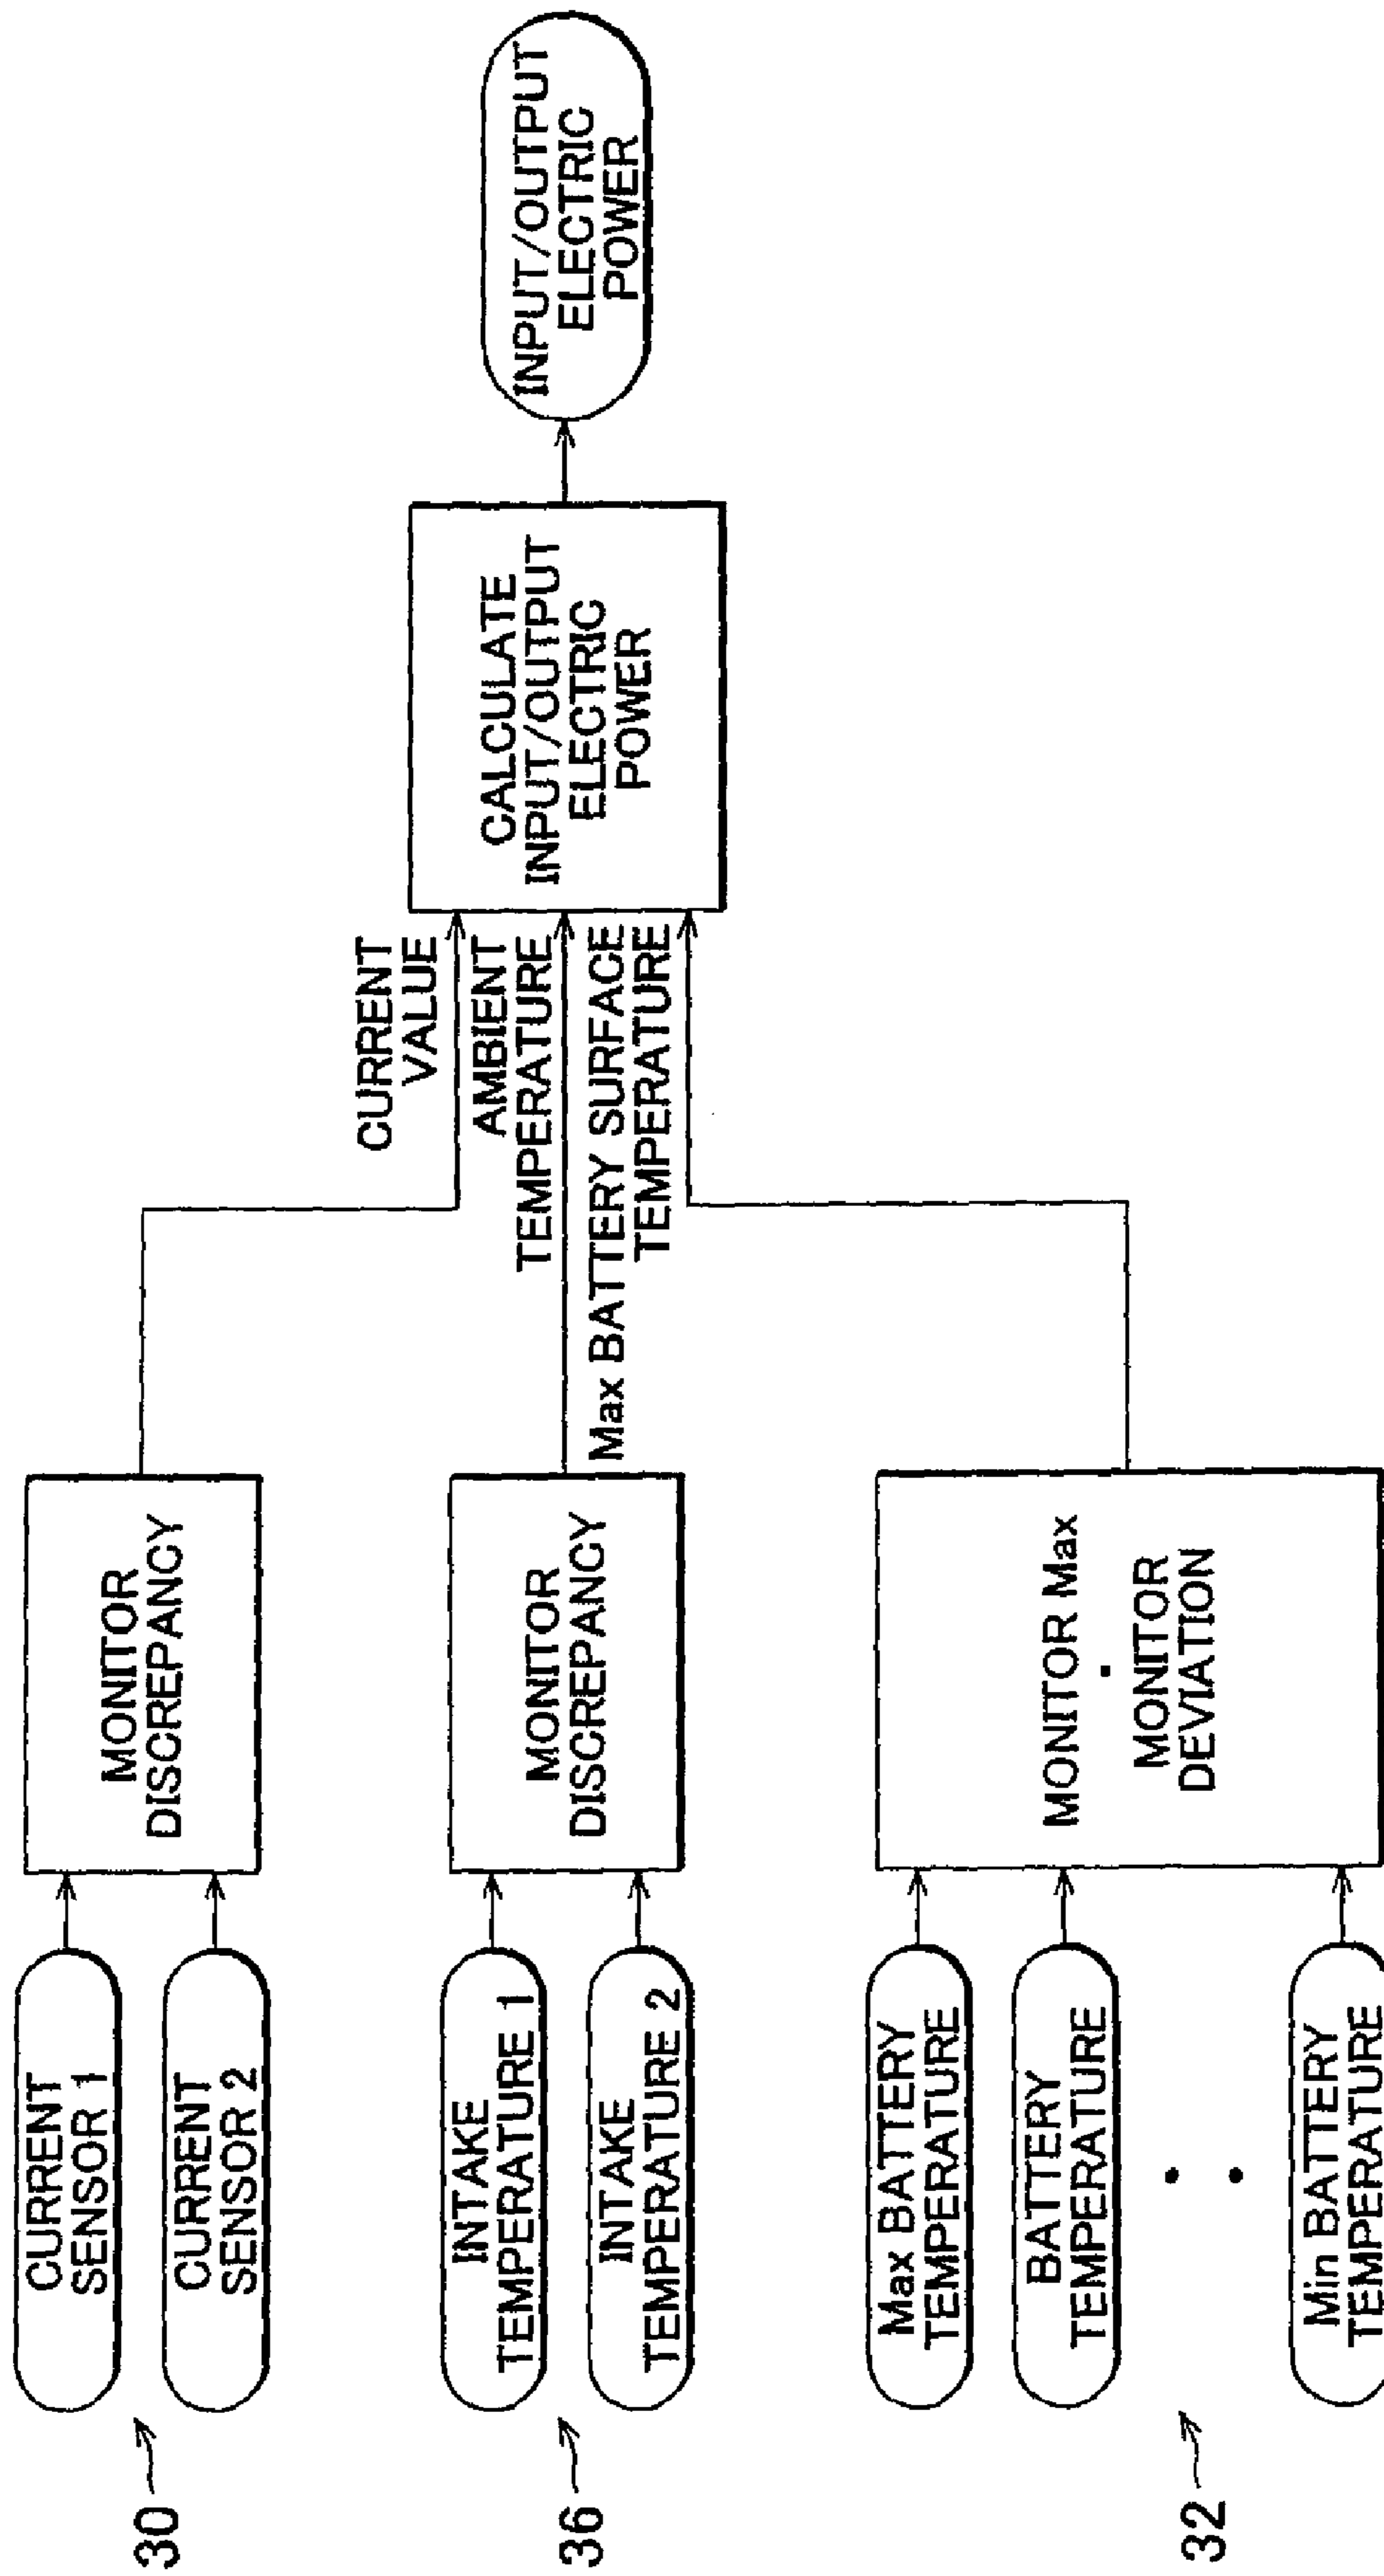 30
CURRENT
SENSOR 1
CURRENT
SENSOR 2
MONITOR
DISCREPANCY
36
INTAKE
TEMPERATURE 1
INTAKE
TEMPERATURE 2
MONITOR
DISCREPANCY
32
Max BATTERY
TEMPERATURE
BATTERY
TEMPERATURE
Min BATTERY
TEMPERATURE
MONITOR Max
MONITOR
DEVIATION
CURRENT
VALUE
AMBIENT
TEMPERATURE
Max BATTERY SURFACE
TEMPERATURE
CALCULATE
INPUT/OUTPUT
ELECTRIC
POWER
INPUT/OUTPUT
ELECTRIC
POWER